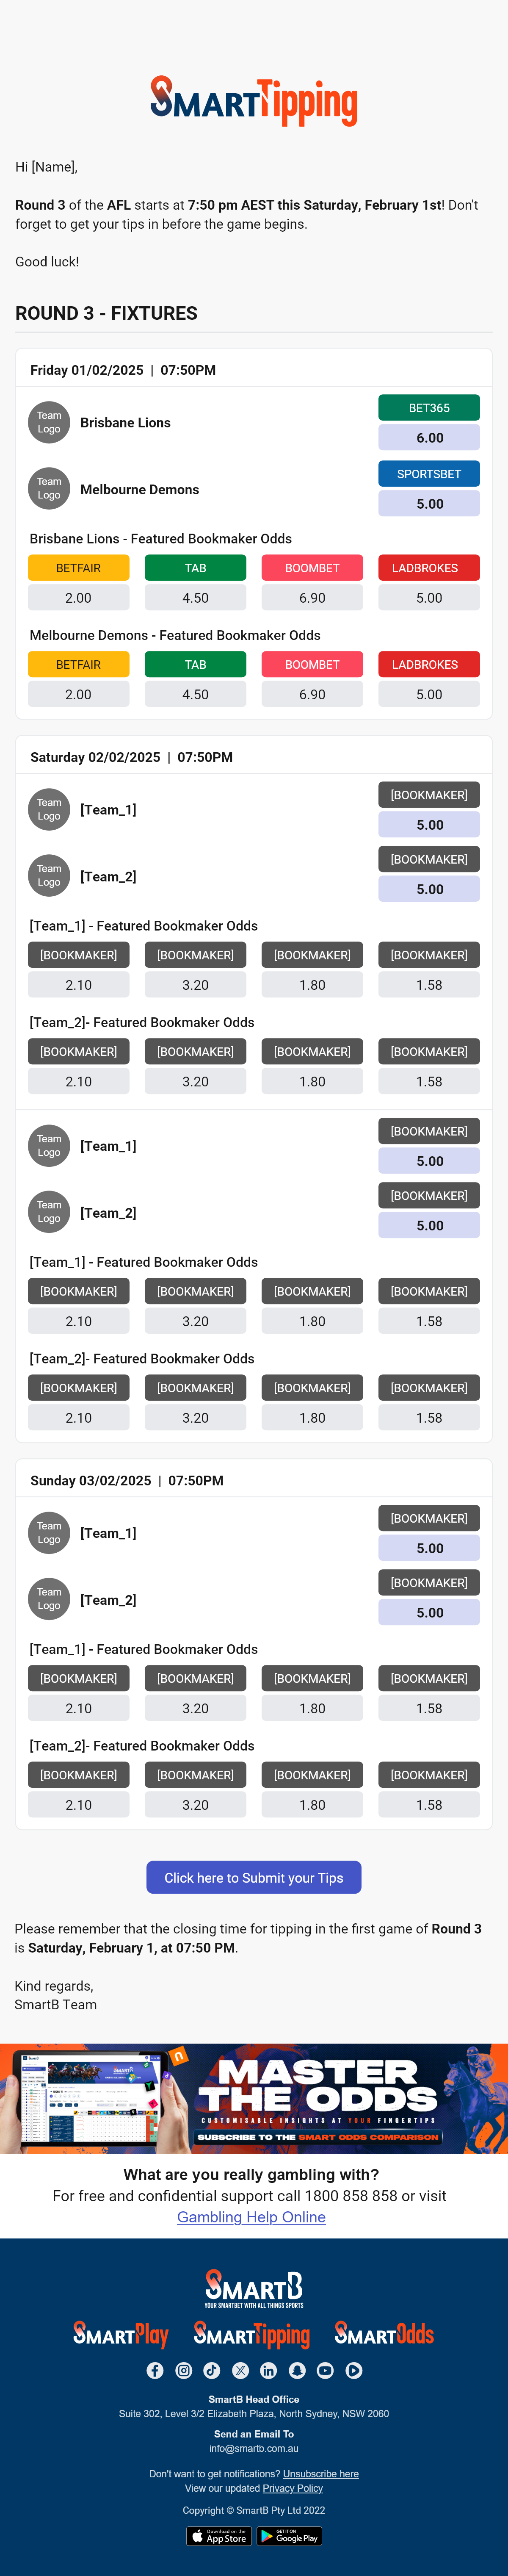 SMARTTipping
Hi [Name],
Round 3 of the AFL starts at 7:50 pm AEST this Saturday, February 1st! Don't
forget to get your tips in before the game begins.
Good luck!
ROUND 3 - FIXTURES
Friday 01/02/2025 | 07:50PM
Team
Logo
Brisbane Lions
BET365
6.00
Team
Logo
Melbourne Demons
SPORTSBET
5.00
Brisbane Lions - Featured Bookmaker Odds
BETFAIR TAB BOOMBET LADBROKES
2.00 4.50 6.90 5.00
Melbourne Demons - Featured Bookmaker Odds
BETFAIR TAB BOOMBET LADBROKES
2.00 4.50 6.90 5.00
Saturday 02/02/2025 | 07:50PM
Team
Logo
[Team_1]
[BOOKMAKER]
5.00
Team
Logo
[Team_2]
[BOOKMAKER]
5.00
[Team_1] - Featured Bookmaker Odds
[BOOKMAKER] [BOOKMAKER] [BOOKMAKER] [BOOKMAKER]
2.10 3.20 1.80 1.58
[Team_2]- Featured Bookmaker Odds
[BOOKMAKER] [BOOKMAKER] [BOOKMAKER] [BOOKMAKER]
2.10 3.20 1.80 1.58
Team
Logo
[Team_1]
[BOOKMAKER]
5.00
Team
Logo
[Team_2]
[BOOKMAKER]
5.00
[Team_1] - Featured Bookmaker Odds
[BOOKMAKER] [BOOKMAKER] [BOOKMAKER] [BOOKMAKER]
2.10 3.20 1.80 1.58
[Team_2]- Featured Bookmaker Odds
[BOOKMAKER] [BOOKMAKER] [BOOKMAKER] [BOOKMAKER]
2.10 3.20 1.80 1.58
Sunday 03/02/2025 | 07:50PM
Team
Logo
[Team_1]
[BOOKMAKER]
5.00
Team
Logo
[Team_2]
[BOOKMAKER]
5.00
[Team_1] - Featured Bookmaker Odds
[BOOKMAKER] [BOOKMAKER] [BOOKMAKER] [BOOKMAKER]
2.10 3.20 1.80 1.58
[Team_2]- Featured Bookmaker Odds
[BOOKMAKER] [BOOKMAKER] [BOOKMAKER] [BOOKMAKER]
2.10 3.20 1.80 1.58
Click here to Submit your Tips
Please remember that the closing time for tipping in the first game of Round 3
is Saturday, February 1, at 07:50 PM.
Kind regards,
SmartB Team
MASTER
THE ODDS
CUSTOMISABLE INSIGHTS AT YOUR FINGERTIPS
SUBSCRIBE TO THE SMART ODDS COMPARISON
What are you really gambling with?
For free and confidential support call 1800 858 858 or visit
Gambling Help Online
SMARTB
YOUR SMARTBET WITH ALL THINGS SPORTS
SMARTPlay SMARTTipping SMARTOdds
SmartB Head Office
Suite 302, Level 3/2 Elizabeth Plaza, North Sydney, NSW 2060
Send an Email To
info@smartb.com.au
Don't want to get notifications? Unsubscribe here
View our updated Privacy Policy
Copyright © SmartB Pty Ltd 2022
Download on the
App Store
GET IT ON
Google Play